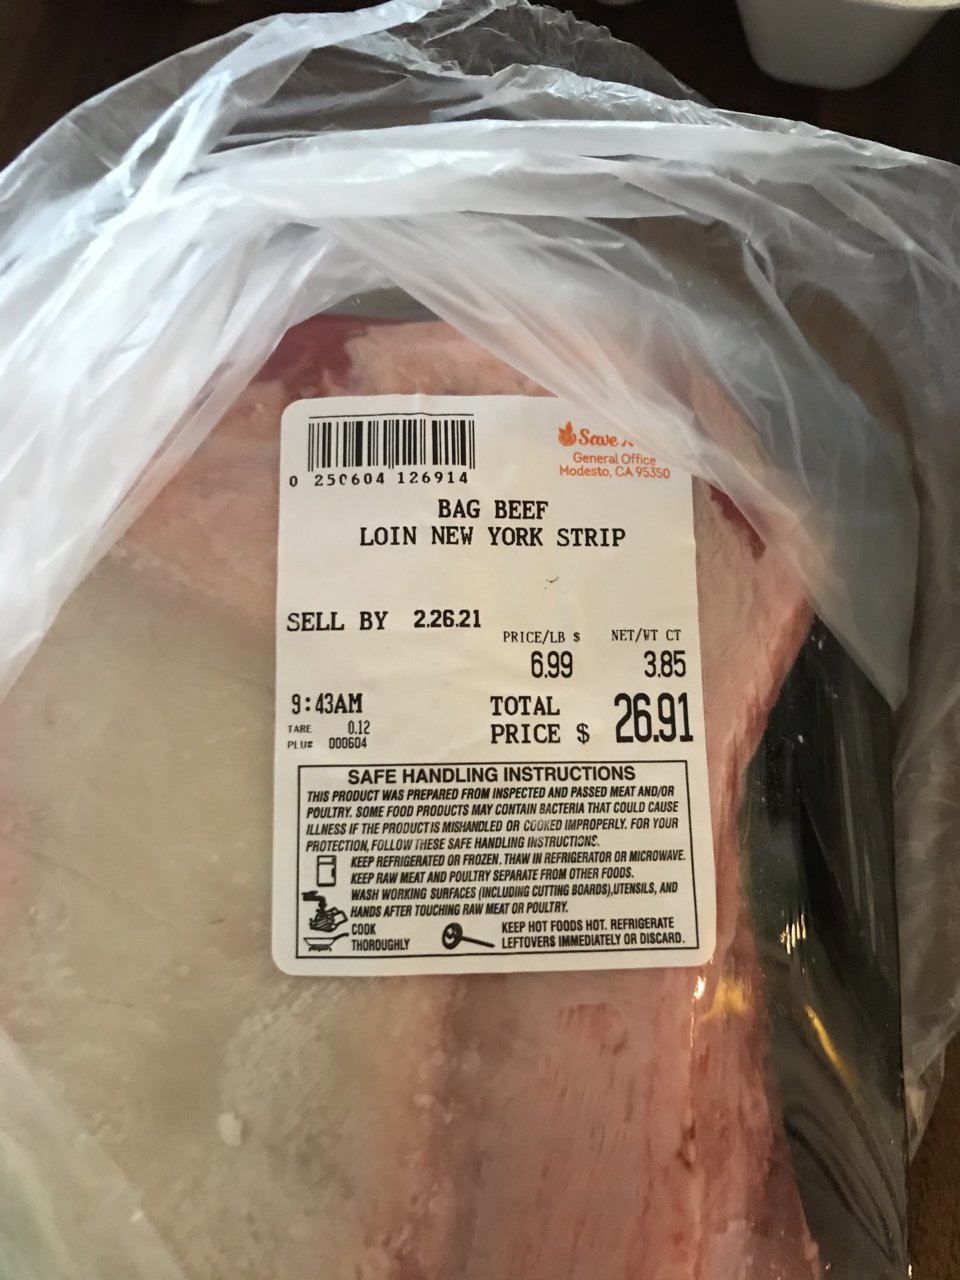 0 250604 126914
Save
General Office
Modesto, CA 95350
BAG BEEF
LOIN NEW YORK STRIP
SELL BY 2.26.21
PRICE/LB $ NET/WT CT
6.99 3.85
9:43AM TOTAL
TARE 0.12 PRICE $ 26.91
PLU# 000604
SAFE HANDLING INSTRUCTIONS
THIS PRODUCT WAS PREPARED FROM INSPECTED AND PASSED MEAT AND/OR
POULTRY. SOME FOOD PRODUCTS MAY CONTAIN BACTERIA THAT COULD CAUSE
ILLNESS IF THE PRODUCT IS MISHANDLED OR COOKED IMPROPERLY. FOR YOUR
PROTECTION, FOLLOW THESE SAFE HANDLING INSTRUCTIONS.
KEEP REFRIGERATED OR FROZEN. THAW IN REFRIGERATOR OR MICROWAVE.
KEEP RAW MEAT AND POULTRY SEPARATE FROM OTHER FOODS.
WASH WORKING SURFACES (INCLUDING CUTTING BOARDS),UTENSILS, AND
HANDS AFTER TOUCHING RAW MEAT OR POULTRY.
COOK
THOROUGHLY
KEEP HOT FOODS HOT. REFRIGERATE
LEFTOVERS IMMEDIATELY OR DISCARD.